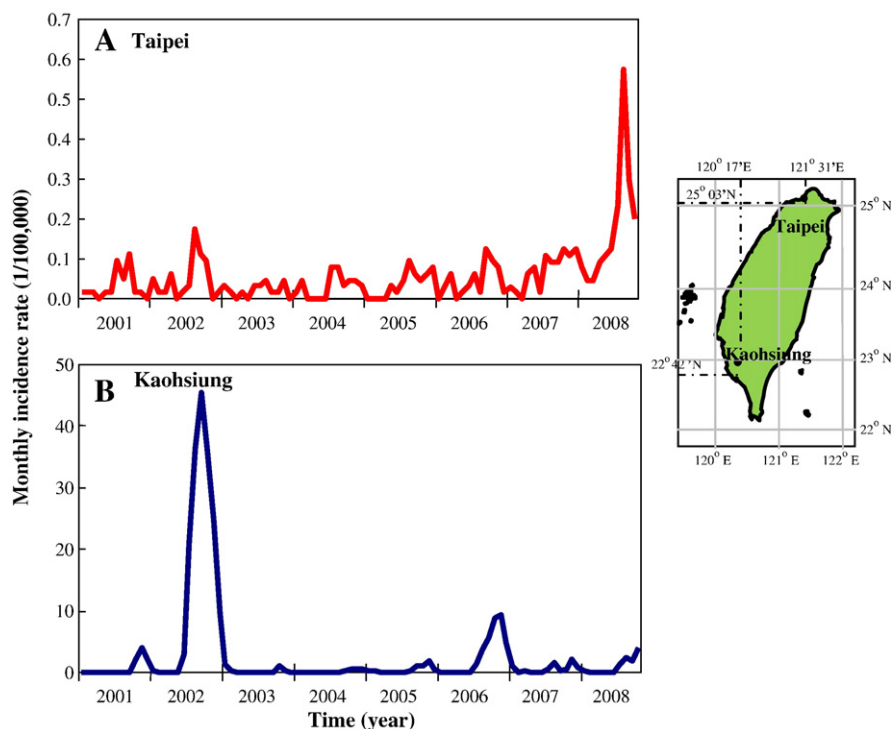 A Taipei
0.7
0.6
0.5
0.4
0.3
0.2
0.1
0.0
2001 2002 2003 2004 2005 2006 2007 2008
B Kaohsiung
50
40
30
20
10
0
2001 2002 2003 2004 2005 2006 2007 2008
Time (year)
Monthly incidence rate (1/100,000)
120° 17'E 121° 31'E
25° 03'N
25° N
Taipei
24° N
Kaohsiung
23° N
22° 42'N
22° N
120° E 121° E 122° E